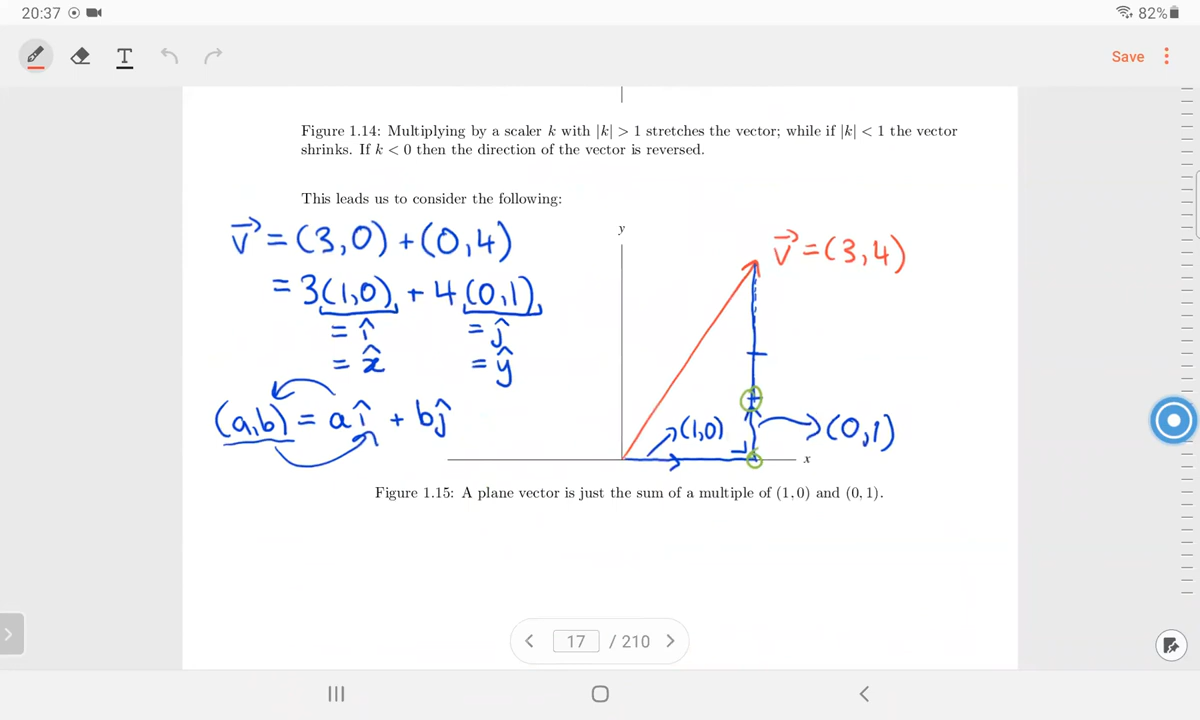 20:37
82%
T
Save
Figure 1.14: Multiplying by a scaler k with |k| > 1 stretches the vector; while if |k| < 1 the vector
shrinks. If k < 0 then the direction of the vector is reversed.
This leads us to consider the following:
v⃗ = (3,0) + (0,4)
= 3(1,0) + 4(0,1)
= î = ĵ
= x̂ = ŷ
(a,b) = aî + bĵ
y
v⃗ = (3,4)
(1,0)
(0,1)
x
Figure 1.15: A plane vector is just the sum of a multiple of (1,0) and (0, 1).
17 / 210